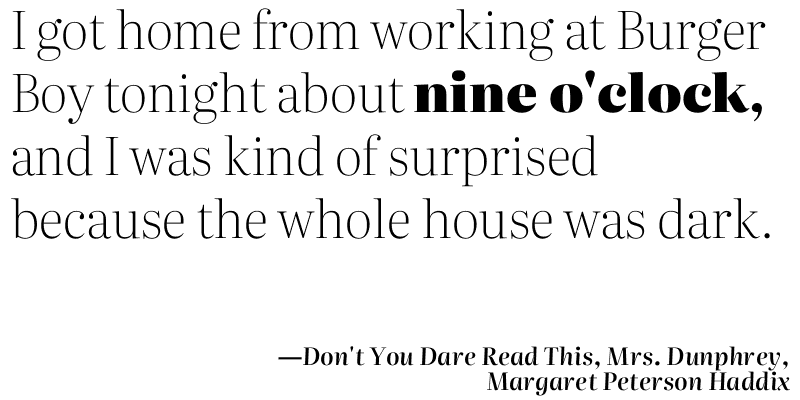 I got home from working at Burger
Boy tonight about nine o'clock,
and I was kind of surprised
because the whole house was dark.
—Don't You Dare Read This, Mrs. Dunphrey,
Margaret Peterson Haddix